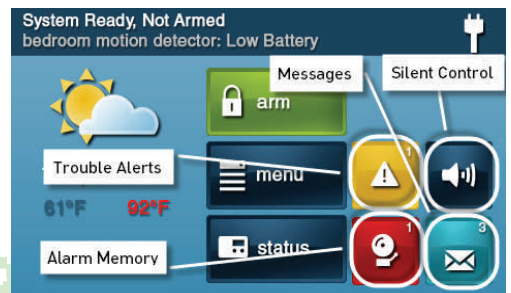 System Ready, Not Armed
bedroom motion detector: Low Battery
Messages
Silent Control
arm
Trouble Alerts
menu
1
61°F 92°F
Alarm Memory
status
1
3